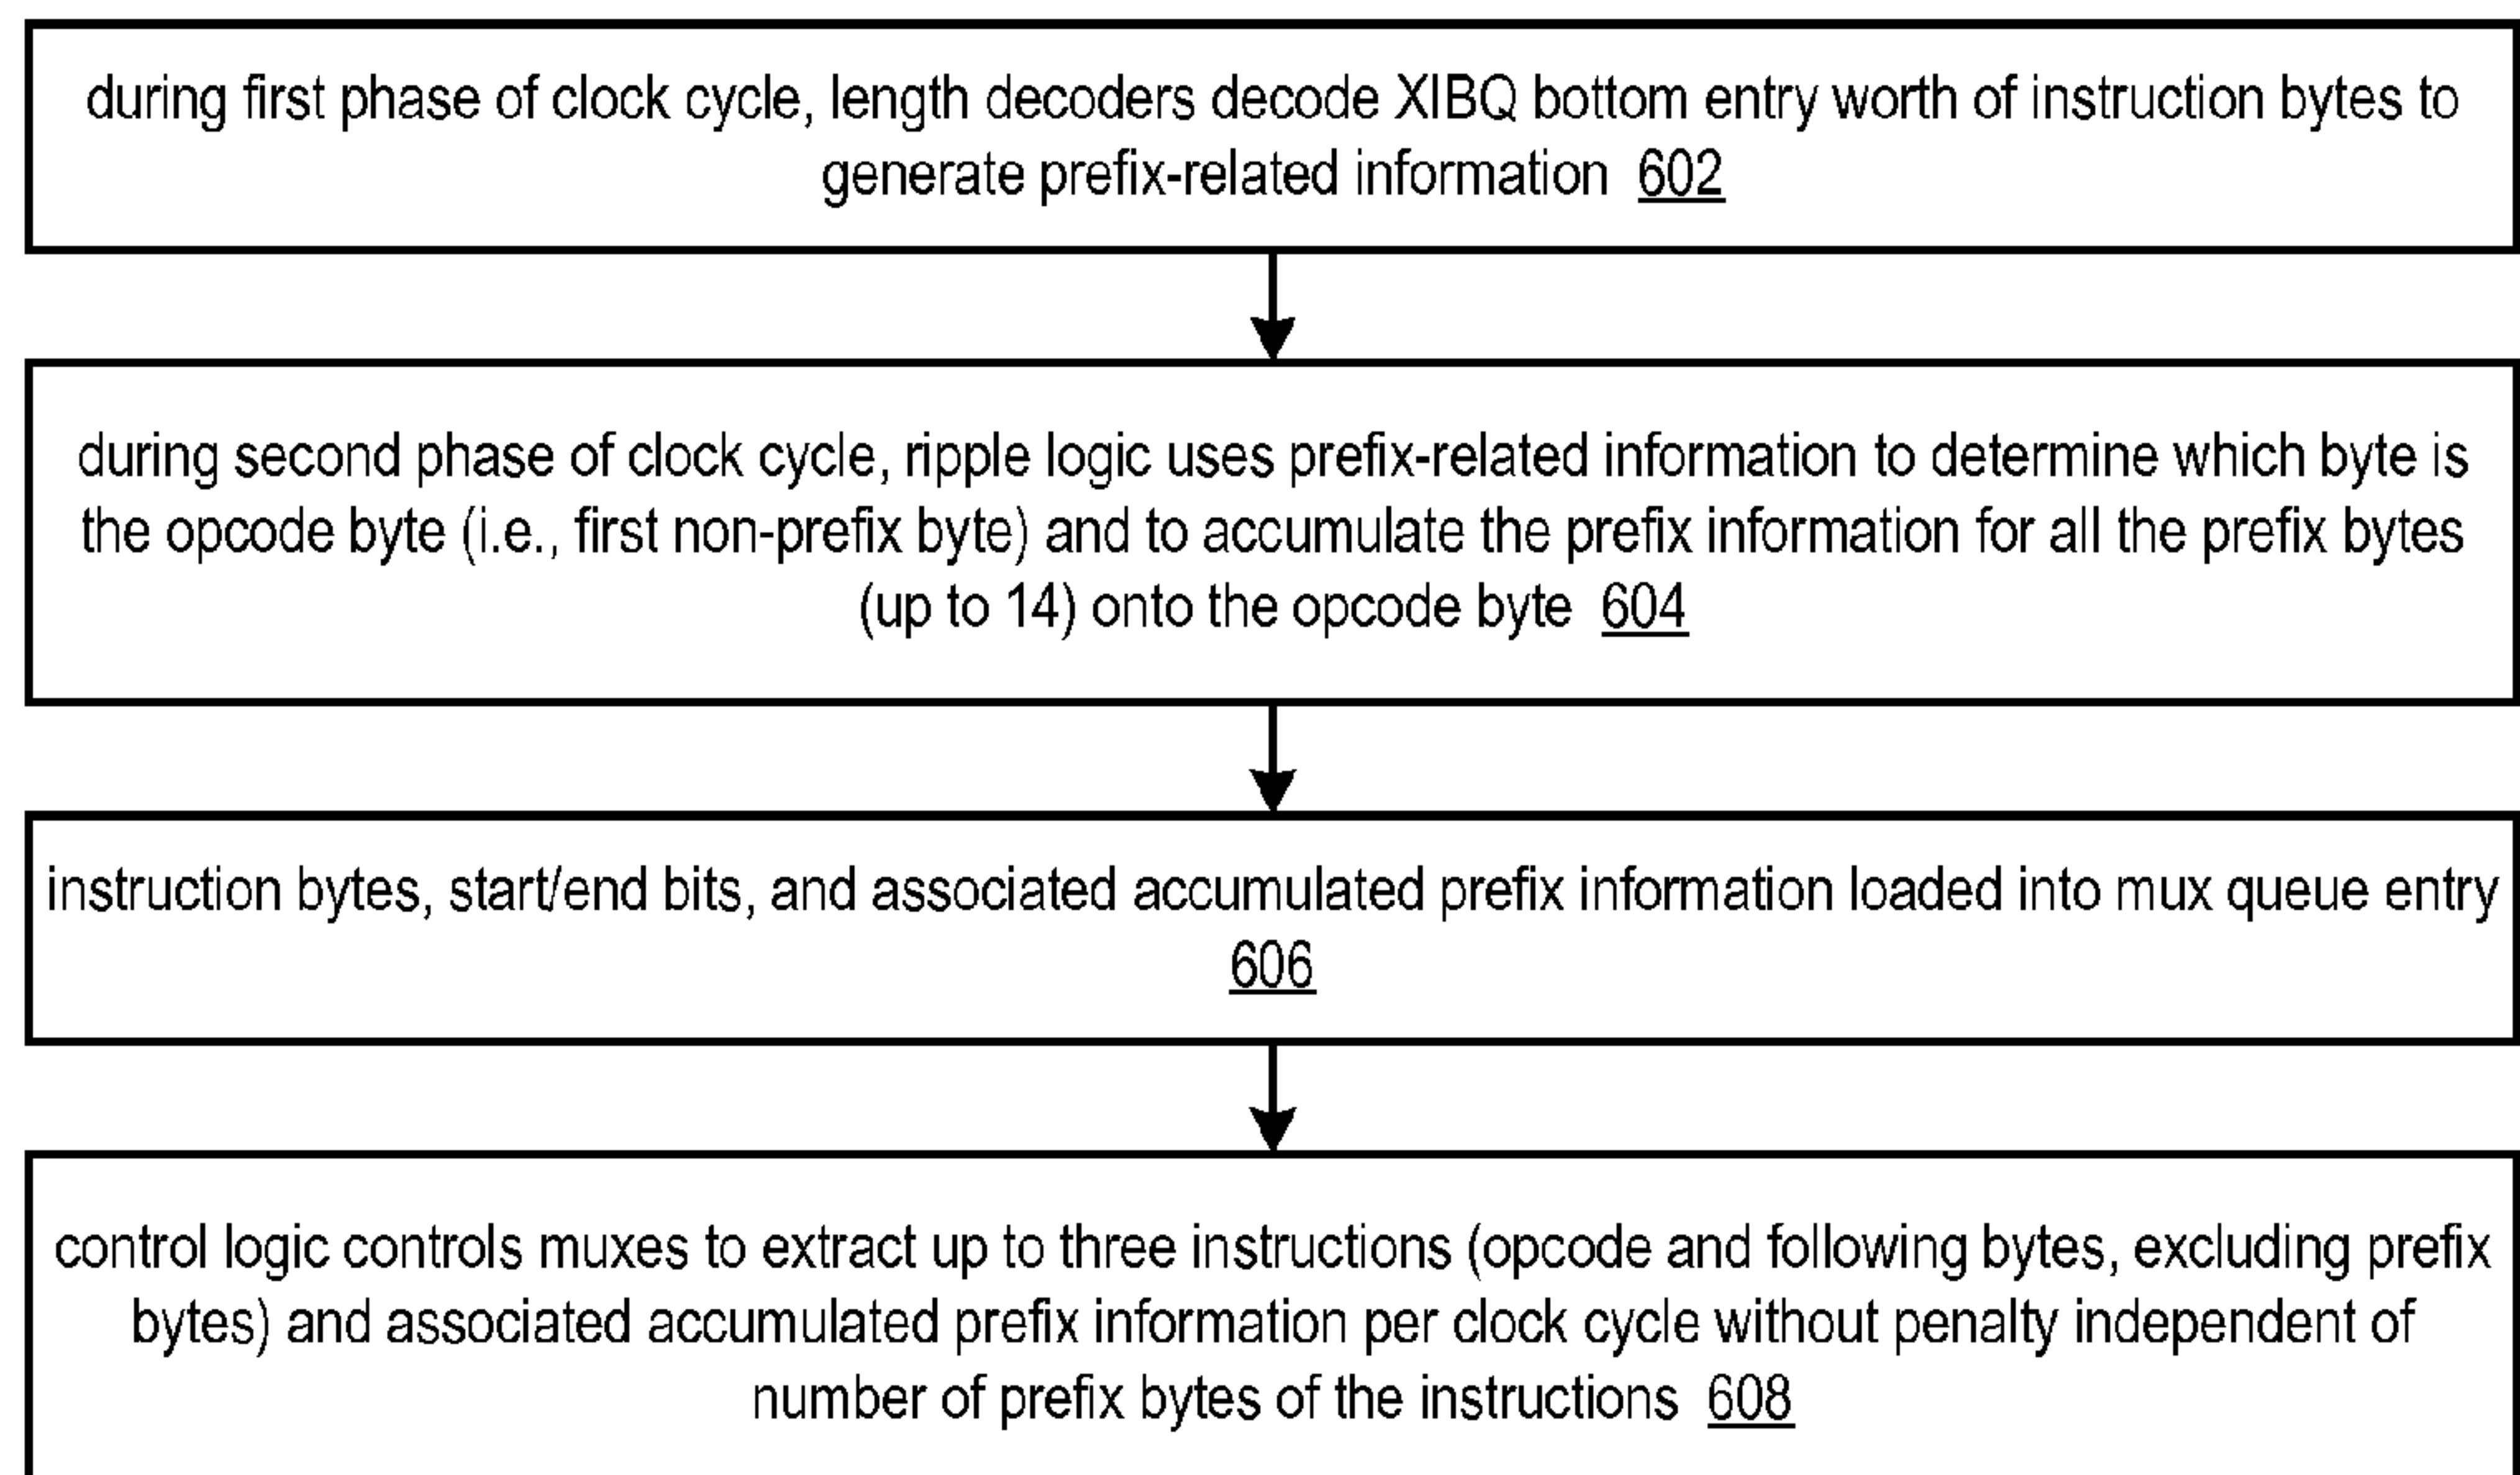 during first phase of clock cycle, length decoders decode XIBQ bottom entry worth of instruction bytes to
generate prefix-related information 602
during second phase of clock cycle, ripple logic uses prefix-related information to determine which byte is
the opcode byte (i.e., first non-prefix byte) and to accumulate the prefix information for all the prefix bytes
(up to 14) onto the opcode byte 604
instruction bytes, start/end bits, and associated accumulated prefix information loaded into mux queue entry
606
control logic controls muxes to extract up to three instructions (opcode and following bytes, excluding prefix
bytes) and associated accumulated prefix information per clock cycle without penalty independent of
number of prefix bytes of the instructions 608